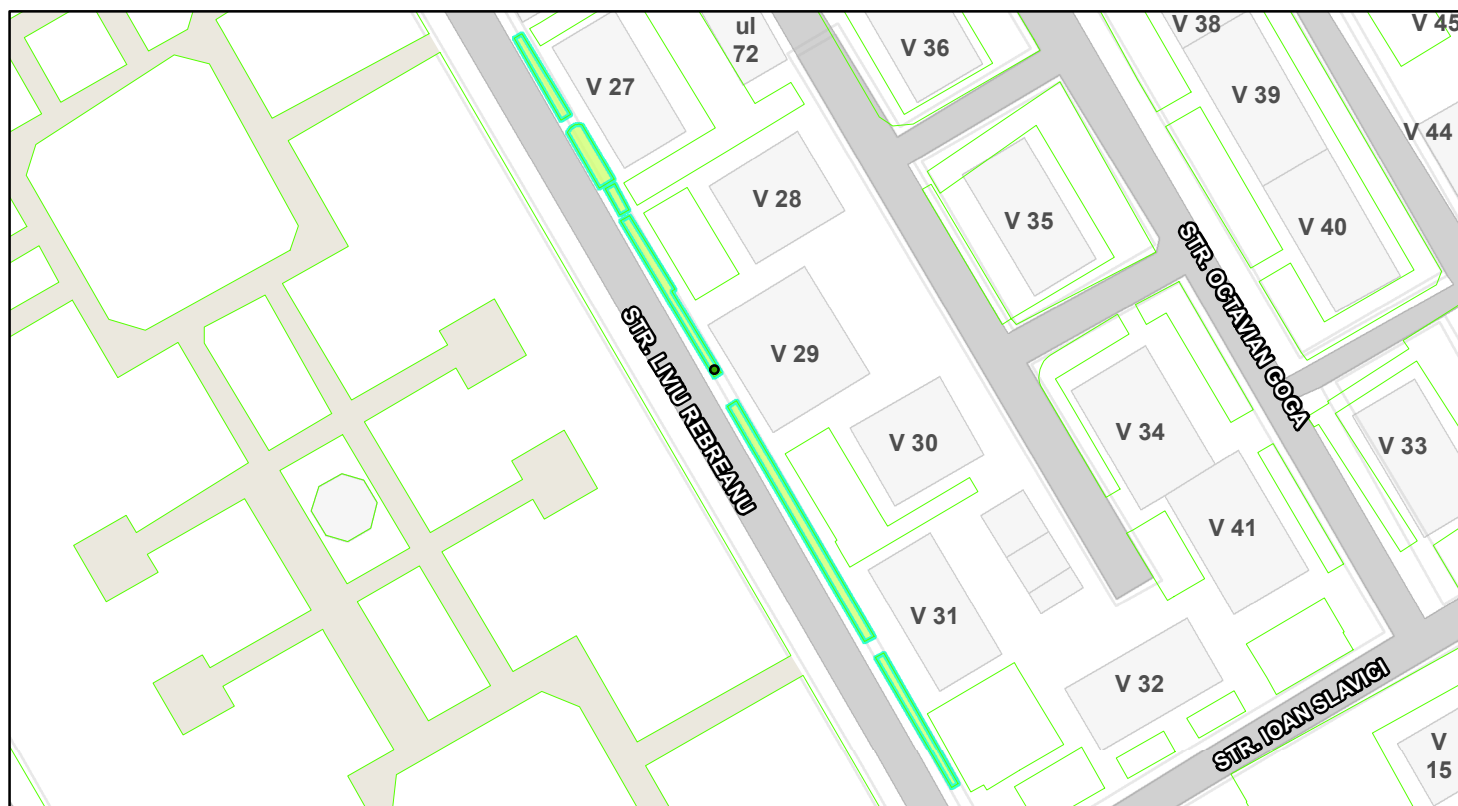 ul
72
V 38
V 45
V 36
V 27
V 39
V 44
V 28
V 35
V 40
STR. OCTAVIAN GOGA
STR. LIVIU REBREANU
V 29
V 34
V 30
V 33
V 41
V 31
V 32
STR. IOAN SLAVICI
V
15